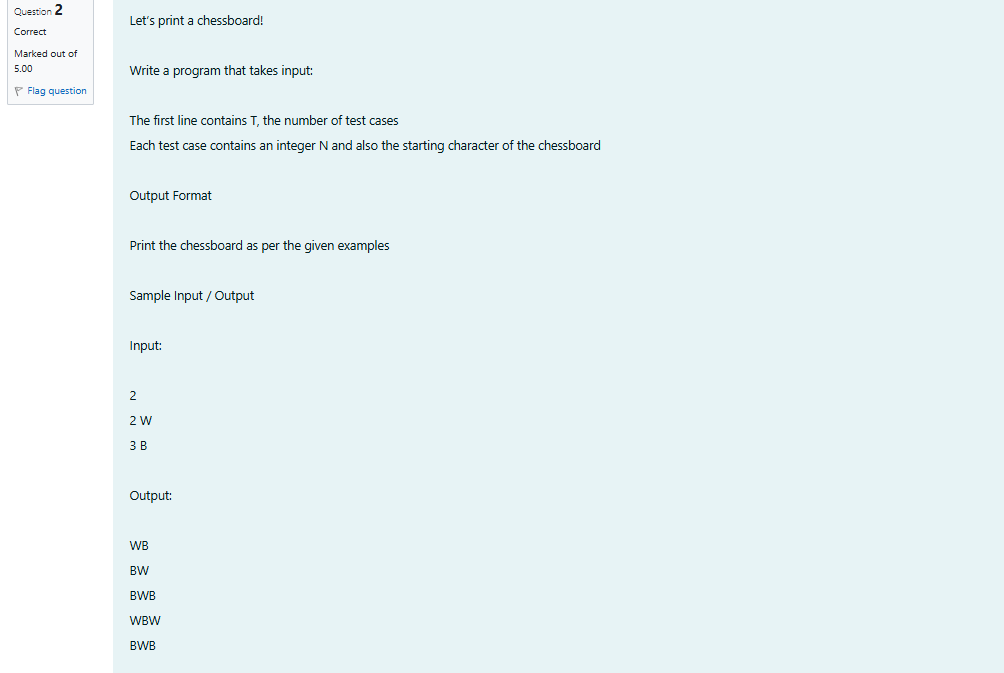 Question 2
Correct
Marked out of
5.00
Flag question
Let's print a chessboard!
Write a program that takes input:
The first line contains T, the number of test cases
Each test case contains an integer N and also the starting character of the chessboard
Output Format
Print the chessboard as per the given examples
Sample Input / Output
Input:
2
2 W
3 B
Output:
WB
BW
BWB
WBW
BWB